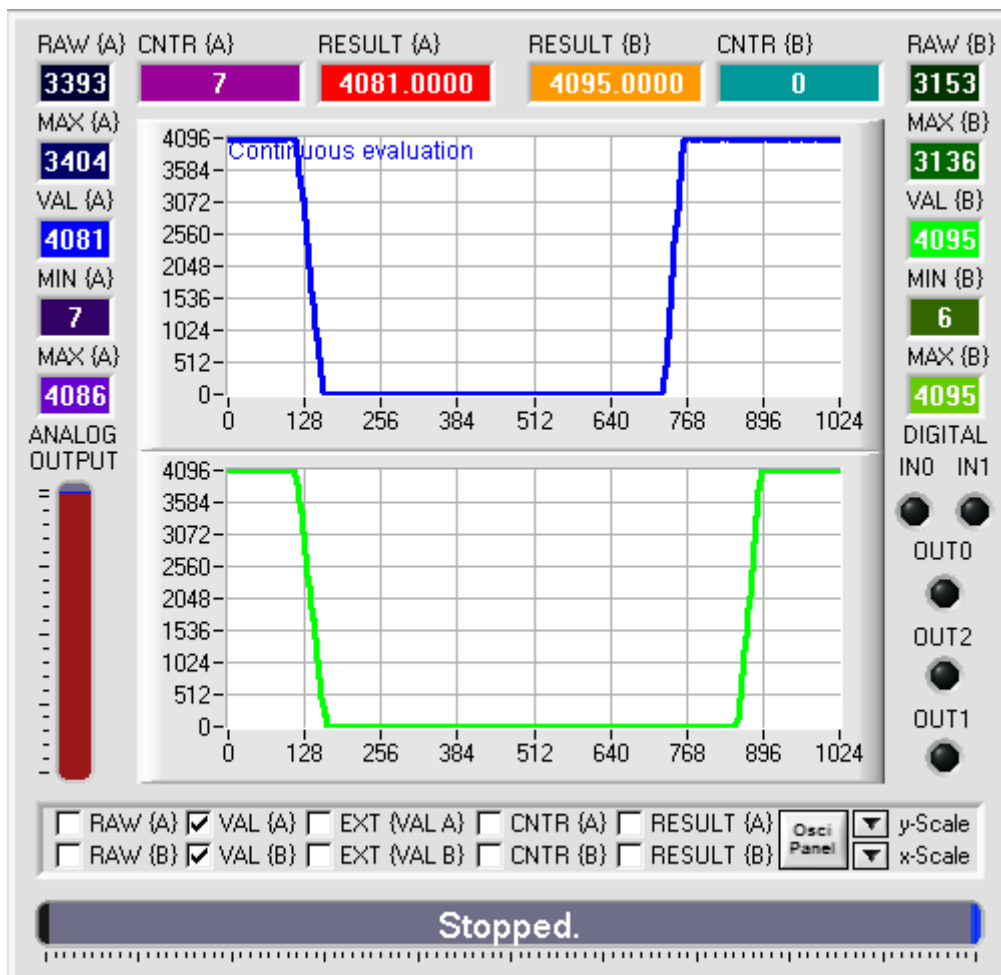 RAW {A} CNTR {A} RESULT {A} RESULT {B} CNTR {B} RAW {B}
3393 7 4081.0000 4095.0000 0 3153
MAX {A} MAX {B}
3404 3136
VAL {A} VAL {B}
4081 4095
MIN {A} MIN {B}
7 6
MAX {A} MAX {B}
4086 4095
ANALOG
OUTPUT
Continuous evaluation
4096
3584
3072
2560
2048
1536
1024
512
0
0 128 256 384 512 640 768 896 1024
4096
3584
3072
2560
2048
1536
1024
512
0
0 128 256 384 512 640 768 896 1024
DIGITAL
IN0 IN1
OUT0
OUT2
OUT1
RAW {A} VAL {A} EXT {VAL A} CNTR {A} RESULT {A} Osci Panel y-Scale
RAW {B} VAL {B} EXT {VAL B} CNTR {B} RESULT {B} x-Scale
Stopped.